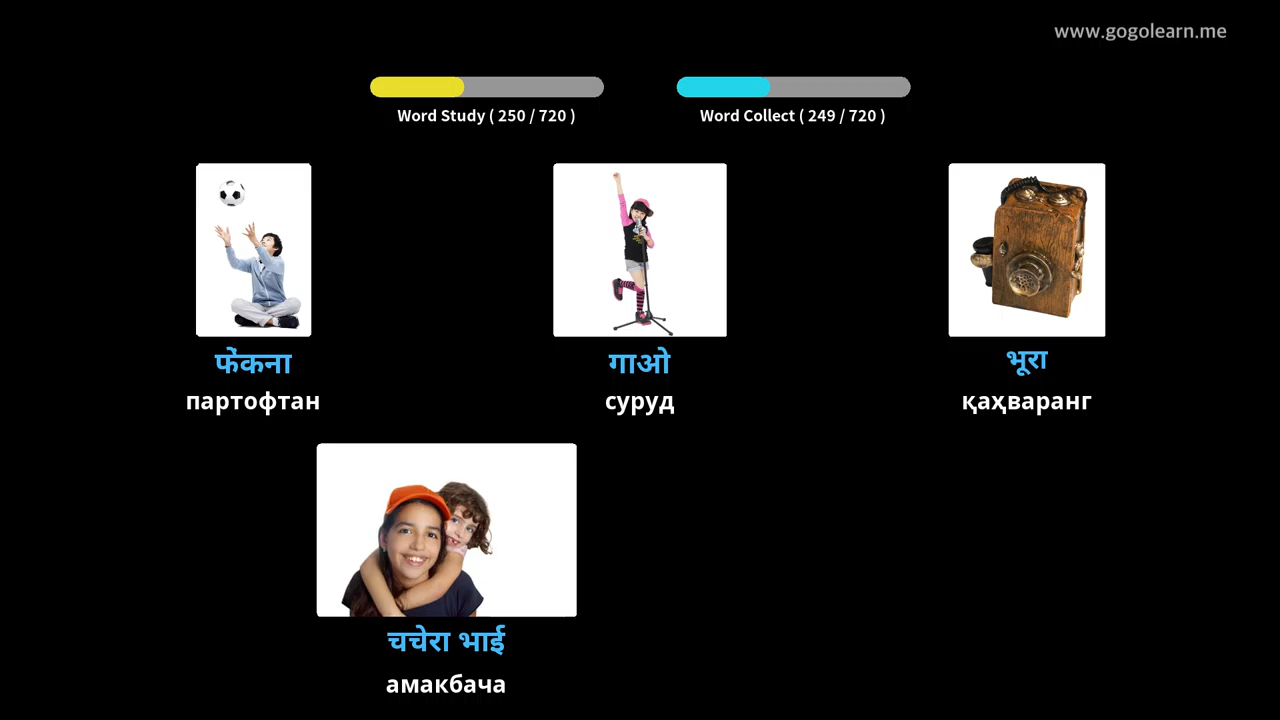 www.gogolearn.me
Word Study ( 250 / 720 )
Word Collect ( 249 / 720 )
फेंकना
партофтан
गाओ
суруд
भूरा
қаҳваранг
चचेरा भाई
амакбача